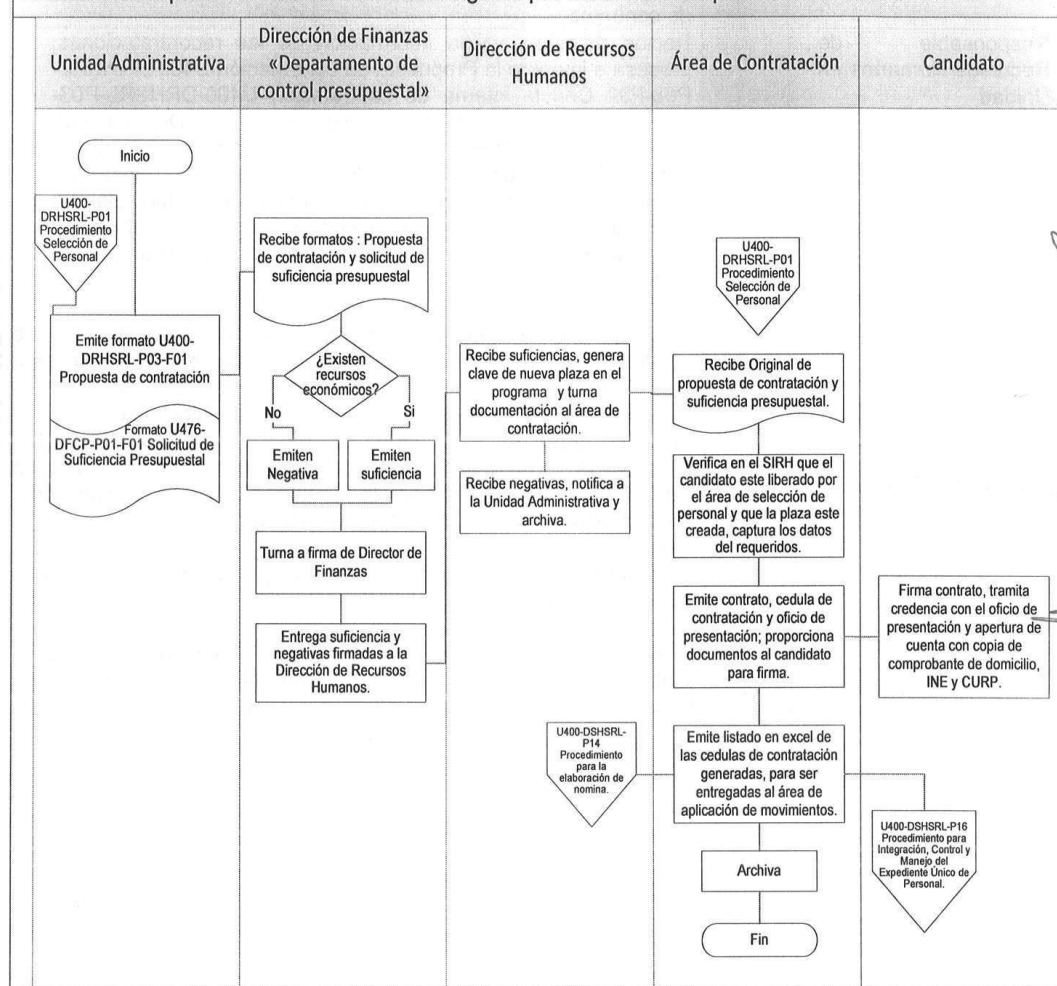 Unidad Administrativa
Dirección de Finanzas
«Departamento de
control presupuestal»
Dirección de Recursos
Humanos
Área de Contratación
Candidato
Inicio
U400-
DRHSRL-P01
Procedimiento
Selección de
Personal
Emite formato U400-
DRHSRL-P03-F01
Propuesta de contratación
Formato U476-
DFCP-P01-F01 Solicitud de
Suficiencia Presupuestal
Recibe formatos : Propuesta
de contratación y solicitud de
suficiencia presupuestal
¿Existen
recursos
económicos?
No
Si
Emiten
Negativa
Emiten
suficiencia
Turna a firma de Director de
Finanzas
Entrega suficiencia y
negativas firmadas a la
Dirección de Recursos
Humanos.
Recibe suficiencias, genera
clave de nueva plaza en el
programa y turna
documentación al área de
contratación.
Recibe negativas, notifica a
la Unidad Administrativa y
archiva.
U400-
DRHSRL-P01
Procedimiento
Selección de
Personal
Recibe Original de
propuesta de contratación y
suficiencia presupuestal.
Verifica en el SIRH que el
candidato este liberado por
el área de selección de
personal y que la plaza este
creada, captura los datos
del requeridos.
Emite contrato, cedula de
contratación y oficio de
presentación; proporciona
documentos al candidato
para firma.
Firma contrato, tramita
credencia con el oficio de
presentación y apertura de
cuenta con copia de
comprobante de domicilio,
INE y CURP.
U400-DSHSRL-
P14
Procedimiento
para la
elaboración de
nomina.
Emite listado en excel de
las cedulas de contratación
generadas, para ser
entregadas al área de
aplicación de movimientos.
U400-DSHSRL-P16
Procedimiento para
Integración, Control y
Manejo del
Expediente Único de
Personal.
Archiva
Fin